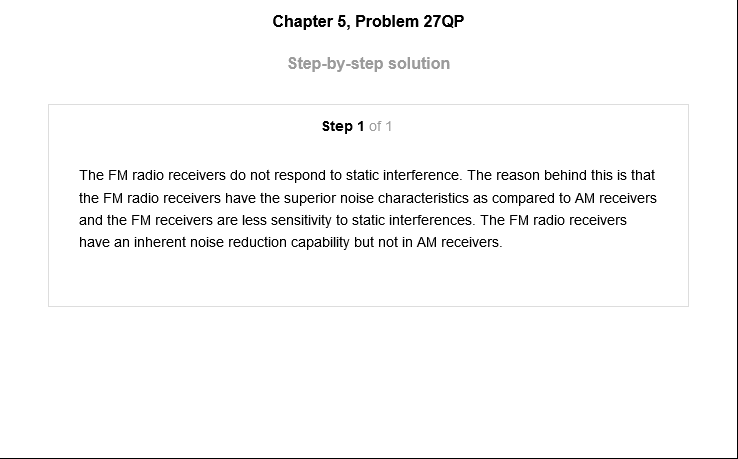 Chapter 5, Problem 27QP
Step-by-step solution
Step 1 of 1
The FM radio receivers do not respond to static interference. The reason behind this is that
the FM radio receivers have the superior noise characteristics as compared to AM receivers
and the FM receivers are less sensitivity to static interferences. The FM radio receivers
have an inherent noise reduction capability but not in AM receivers.